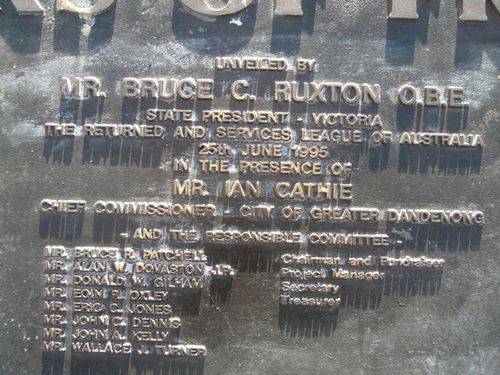 UNVEILED BY
MR. BRUCE C. RUXTON O.B.E.
STATE PRESIDENT - VICTORIA
THE RETURNED AND SERVICES LEAGUE OF AUSTRALIA
25th JUNE 1995
IN THE PRESENCE OF
MR. IAN CATHIE
CHIEF COMMISSIONER - CITY OF GREATER DANDENONG
- AND THE RESPONSIBLE COMMITTEE -
MR. BRUCE R. PATCHELL Chairman and Fundraiser
MR. ALAN W. DOVASTON J.P. Project Manager
MR. DONALD W. GILHAM Secretary
MR. EOIN R. OXLEY Treasurer
MR. ERIC G. JONES
MR. JOHN C. DENNIS
MR. JOHN A. KELLY
MR. WALLACE J. TURNER